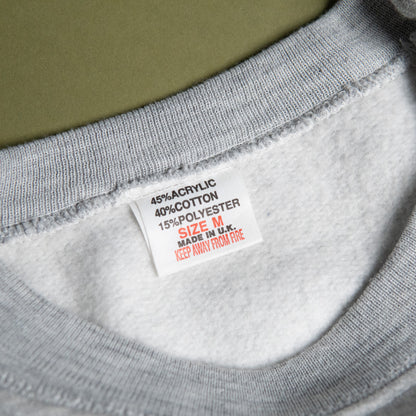 45%ACRYLIC
40%COTTON
15%POLYESTER
SIZE M
MADE IN U.K.
KEEP AWAY FROM FIRE